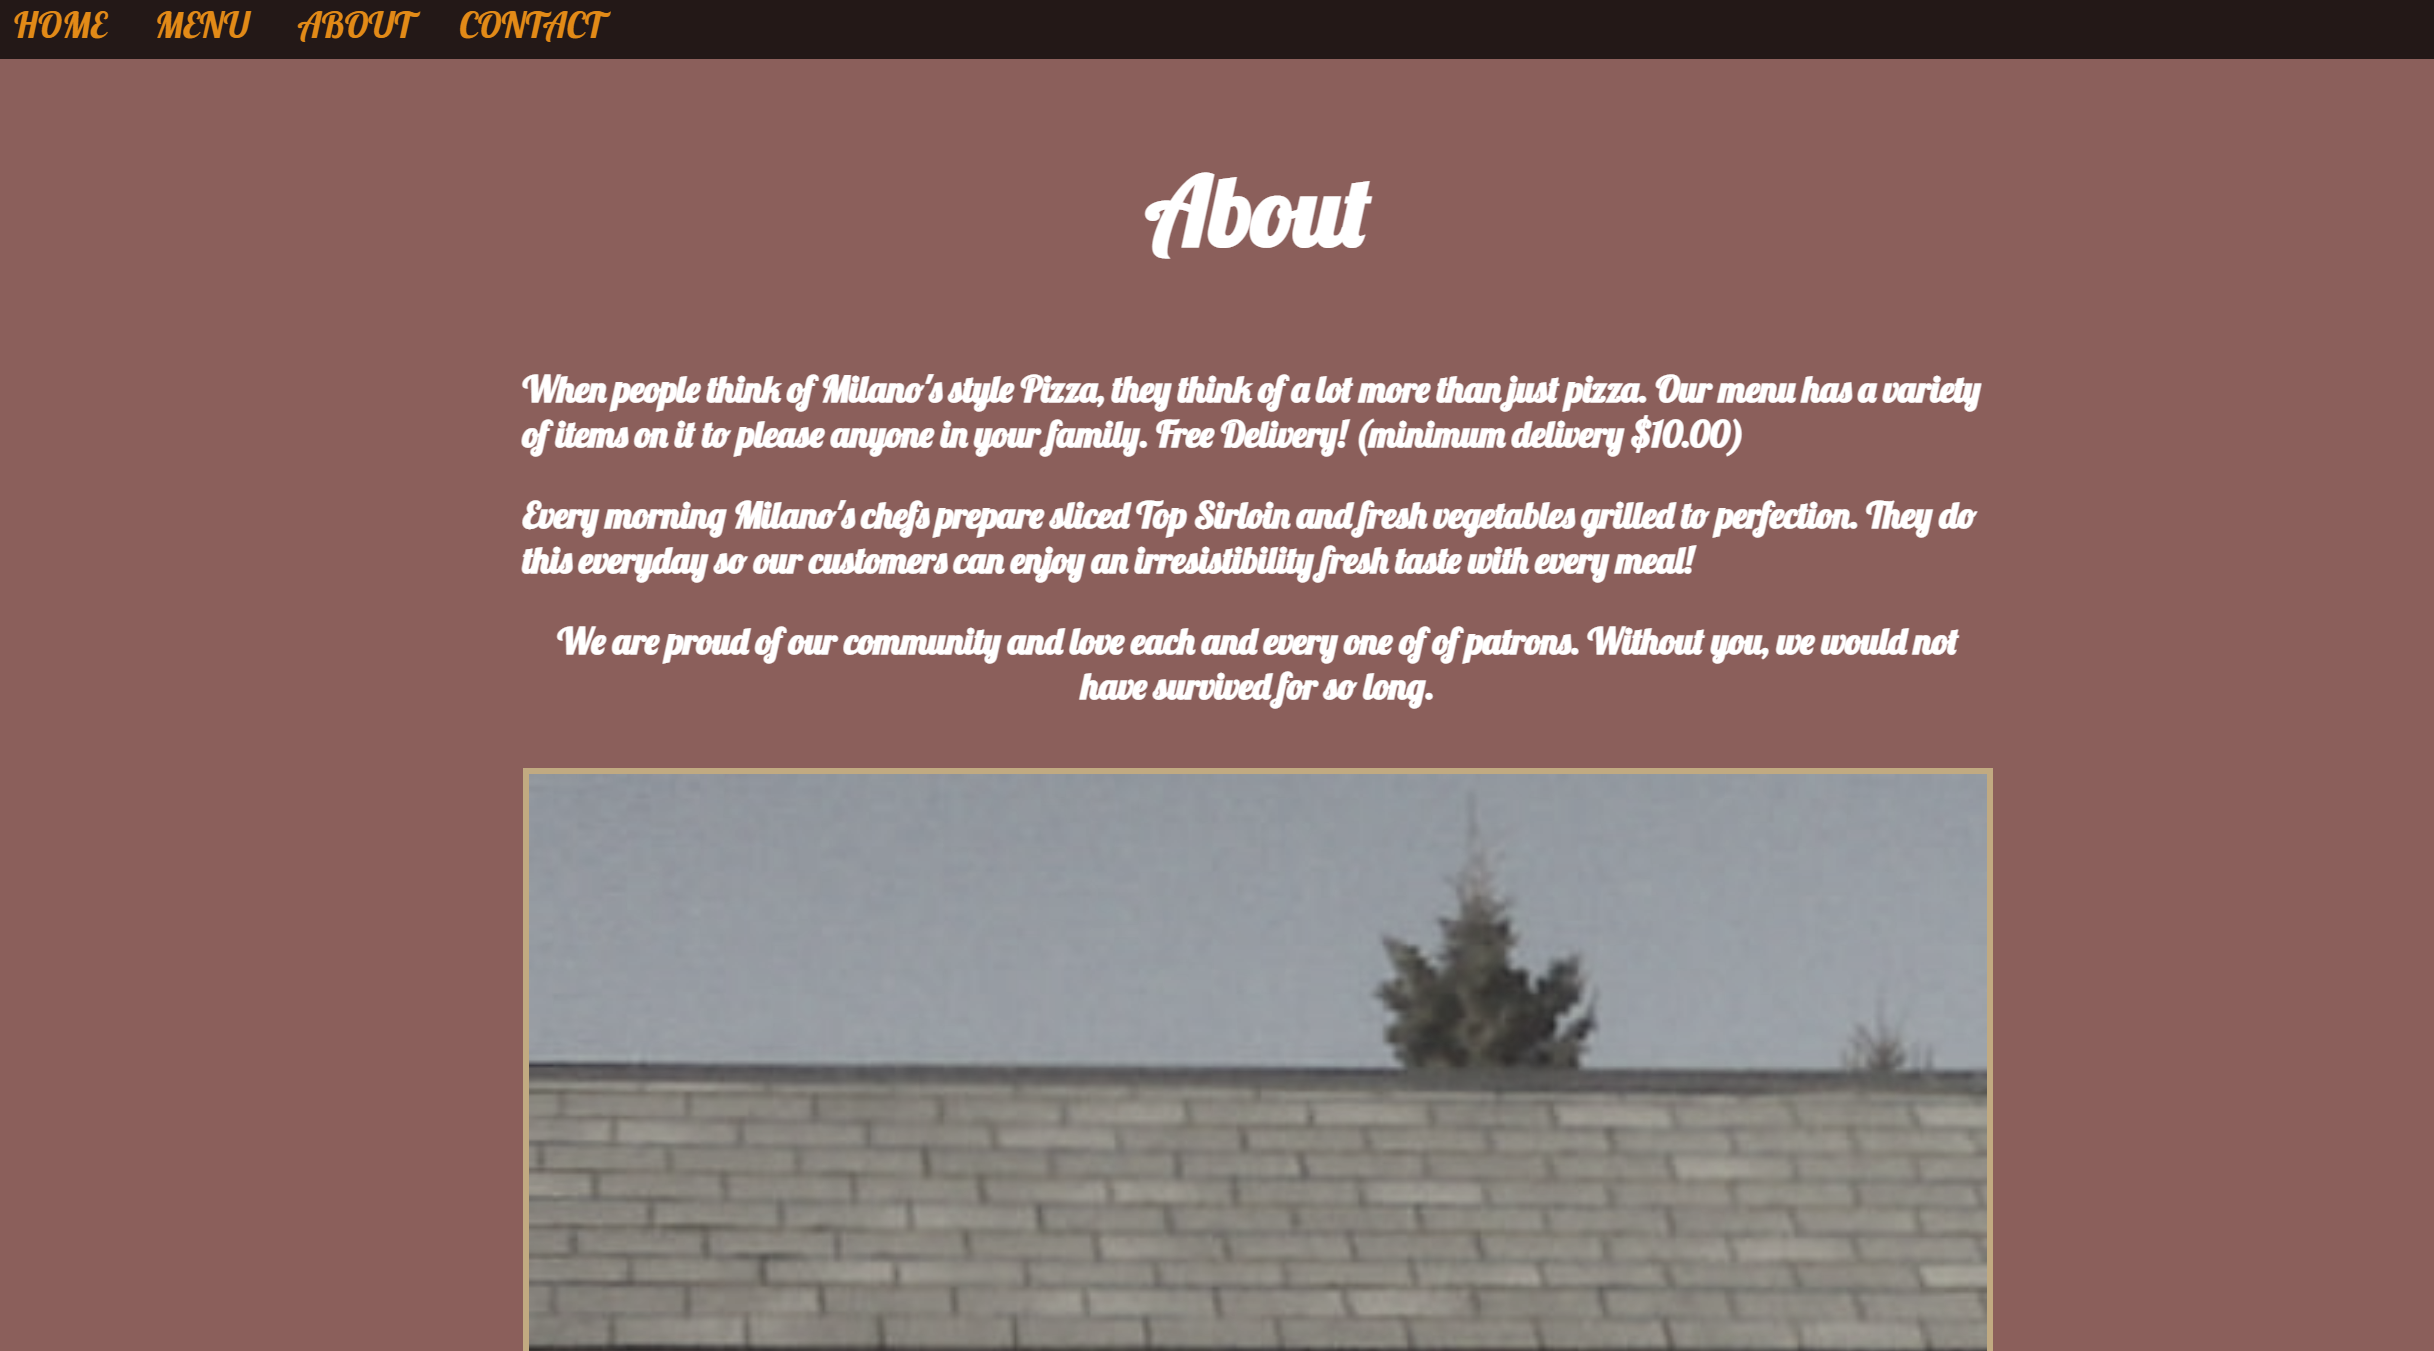 HOME MENU ABOUT CONTACT
About
When people think of Milano's style Pizza, they think of a lot more than just pizza. Our menu has a variety
of items on it to please anyone in your family. Free Delivery! (minimum delivery $10.00)
Every morning Milano's chefs prepare sliced Top Sirloin and fresh vegetables grilled to perfection. They do
this everyday so our customers can enjoy an irresistibility fresh taste with every meal!
We are proud of our community and love each and every one of of patrons. Without you, we would not
have survived for so long.